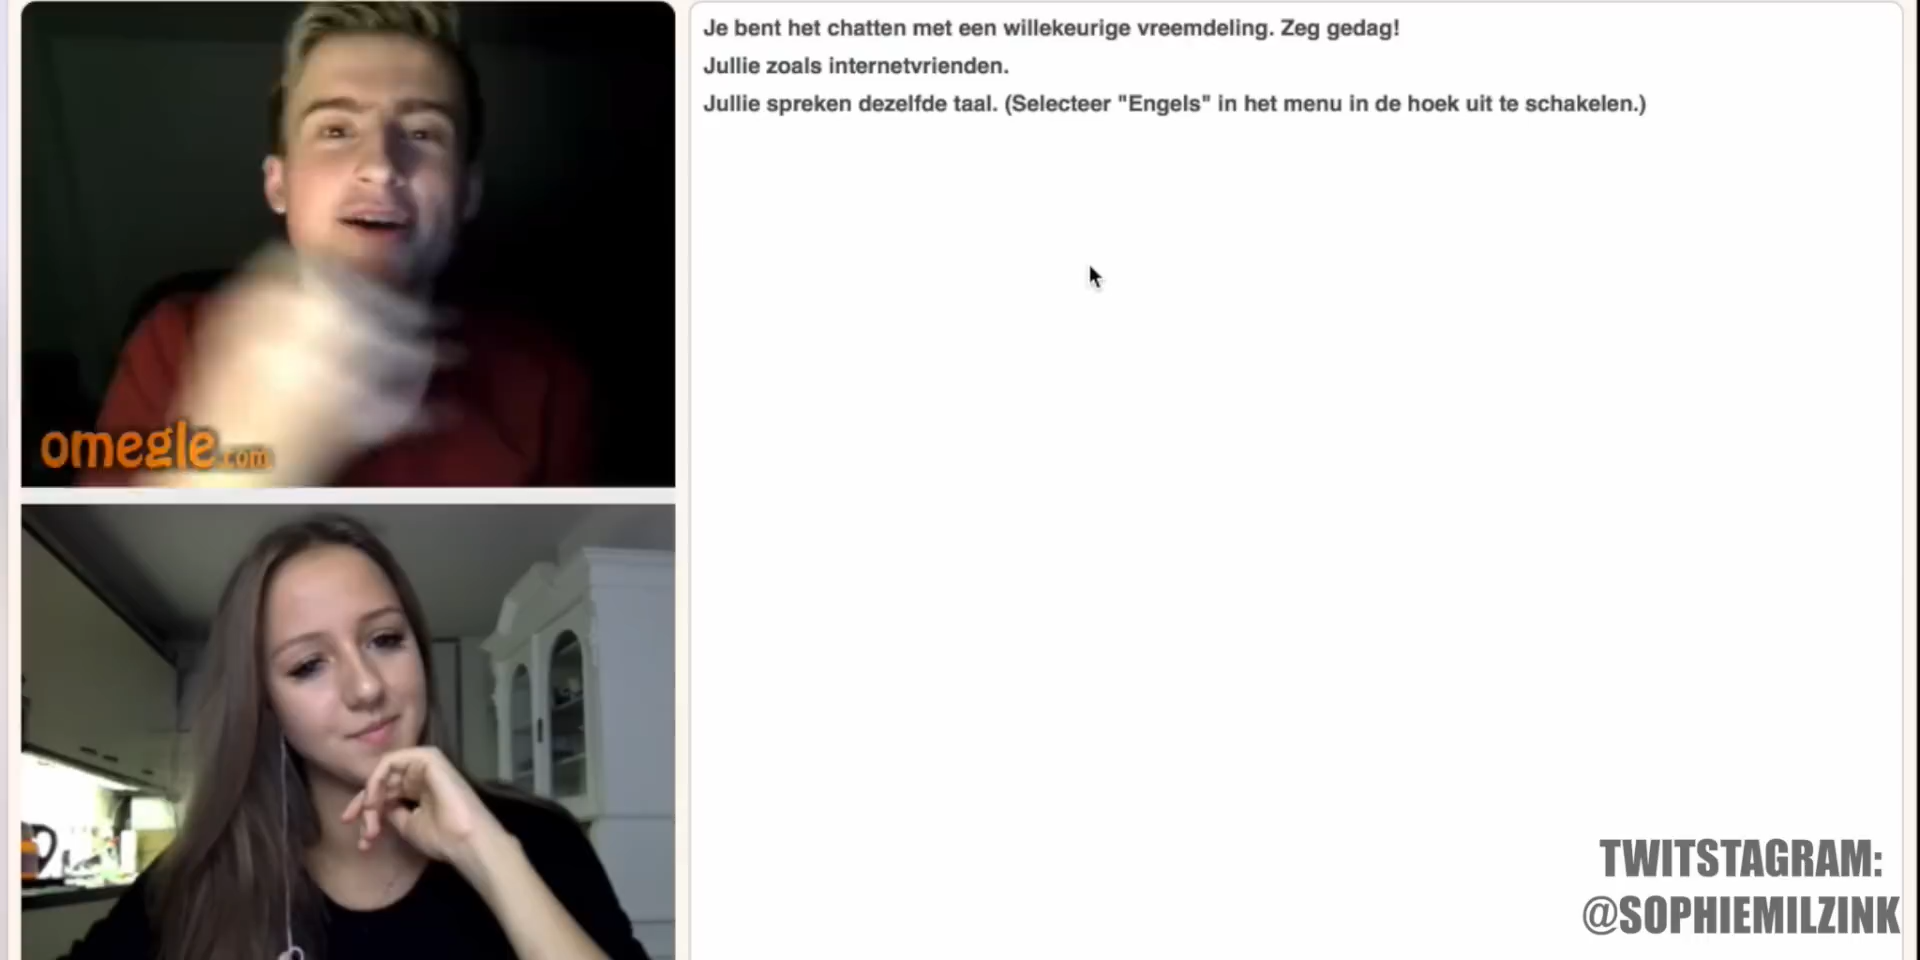 Je bent het chatten met een willekeurige vreemdeling. Zeg gedag!
Jullie zoals internetvrienden.
Jullie spreken dezelfde taal. (Selecteer "Engels" in het menu in de hoek uit te schakelen.)
omegle.com
TWITSTAGRAM:
@SOPHIEMILZINK